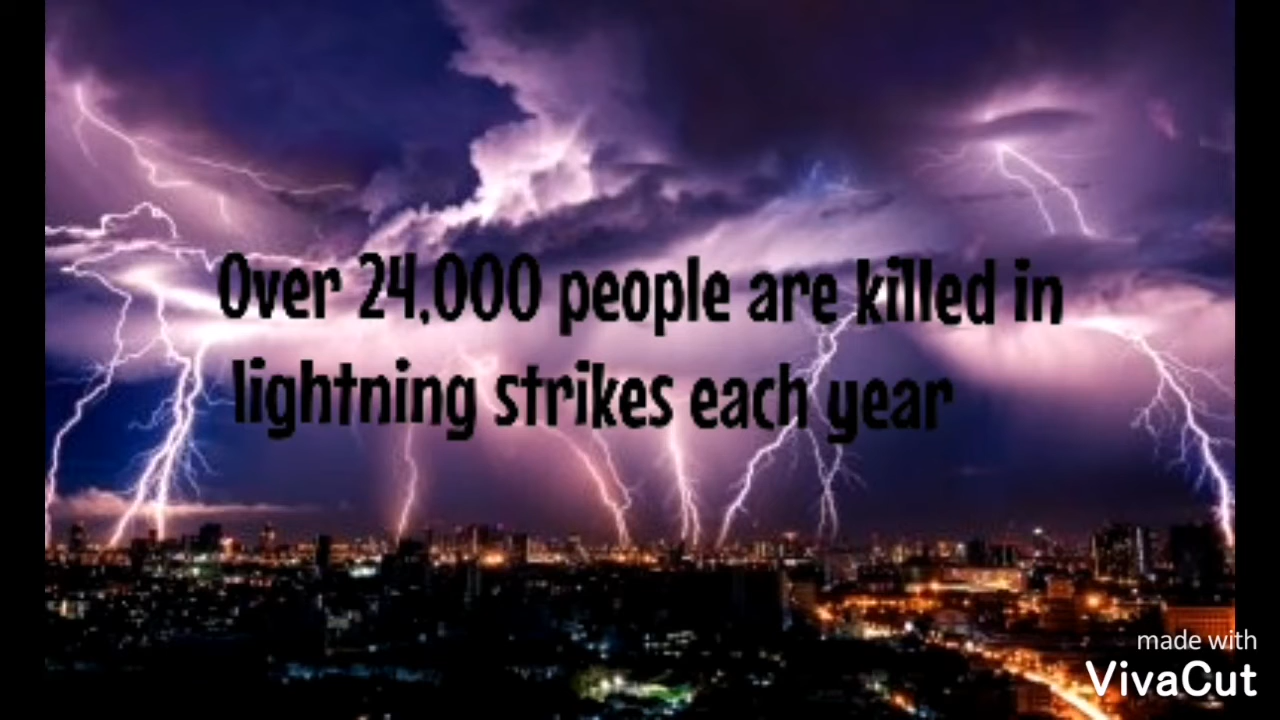 Over 24,000 people are killed in
lightning strikes each year
made with
VivaCut